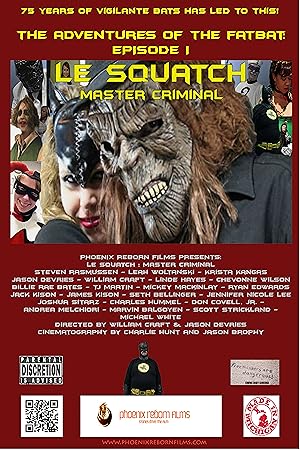 75 YEARS OF VIGILANTE BATS HAS LED TO THIS!
THE ADVENTURES OF THE FATBAT:
EPISODE I
LE SQUATCH
MASTER CRIMINAL
PHOENIX REBORN FILMS PRESENTS:
LE SQUATCH : MASTER CRIMINAL
STEVEN RASMUSSEN - LEAH WOLTANSKI - KRISTA KANGAS
JASON DEVRIES - WILLIAM CRAFT - LINDE HAYES - CHEVONNE WILSON
BILLIE RAE BATES - TJ MARTIN - MICKEY MACKINLAY - RYAN EDWARDS
JACK KISON - JAMES KISON - SETH BELLINGER - JENNIFER NICOLE LEE
JOSHUA SITARZ - CHARLES HUMMEL - DON COVELL, JR. -
ANDREA MELCHIORI - MARVIN BALGOYEN - SCOTT STRICKLAND -
MICHAEL WHITE
DIRECTED BY WILLIAM CRAFT & JASON DEVRIES
CINEMATOGRAPHY BY CHARLIE HUNT AND JASON BROPHY
PARENTAL
DISCRETION
IS ADVISED
phoenix reborn films
MADE IN
MICHIGAN
WWW.PHOENIXREBORNFILMS.COM